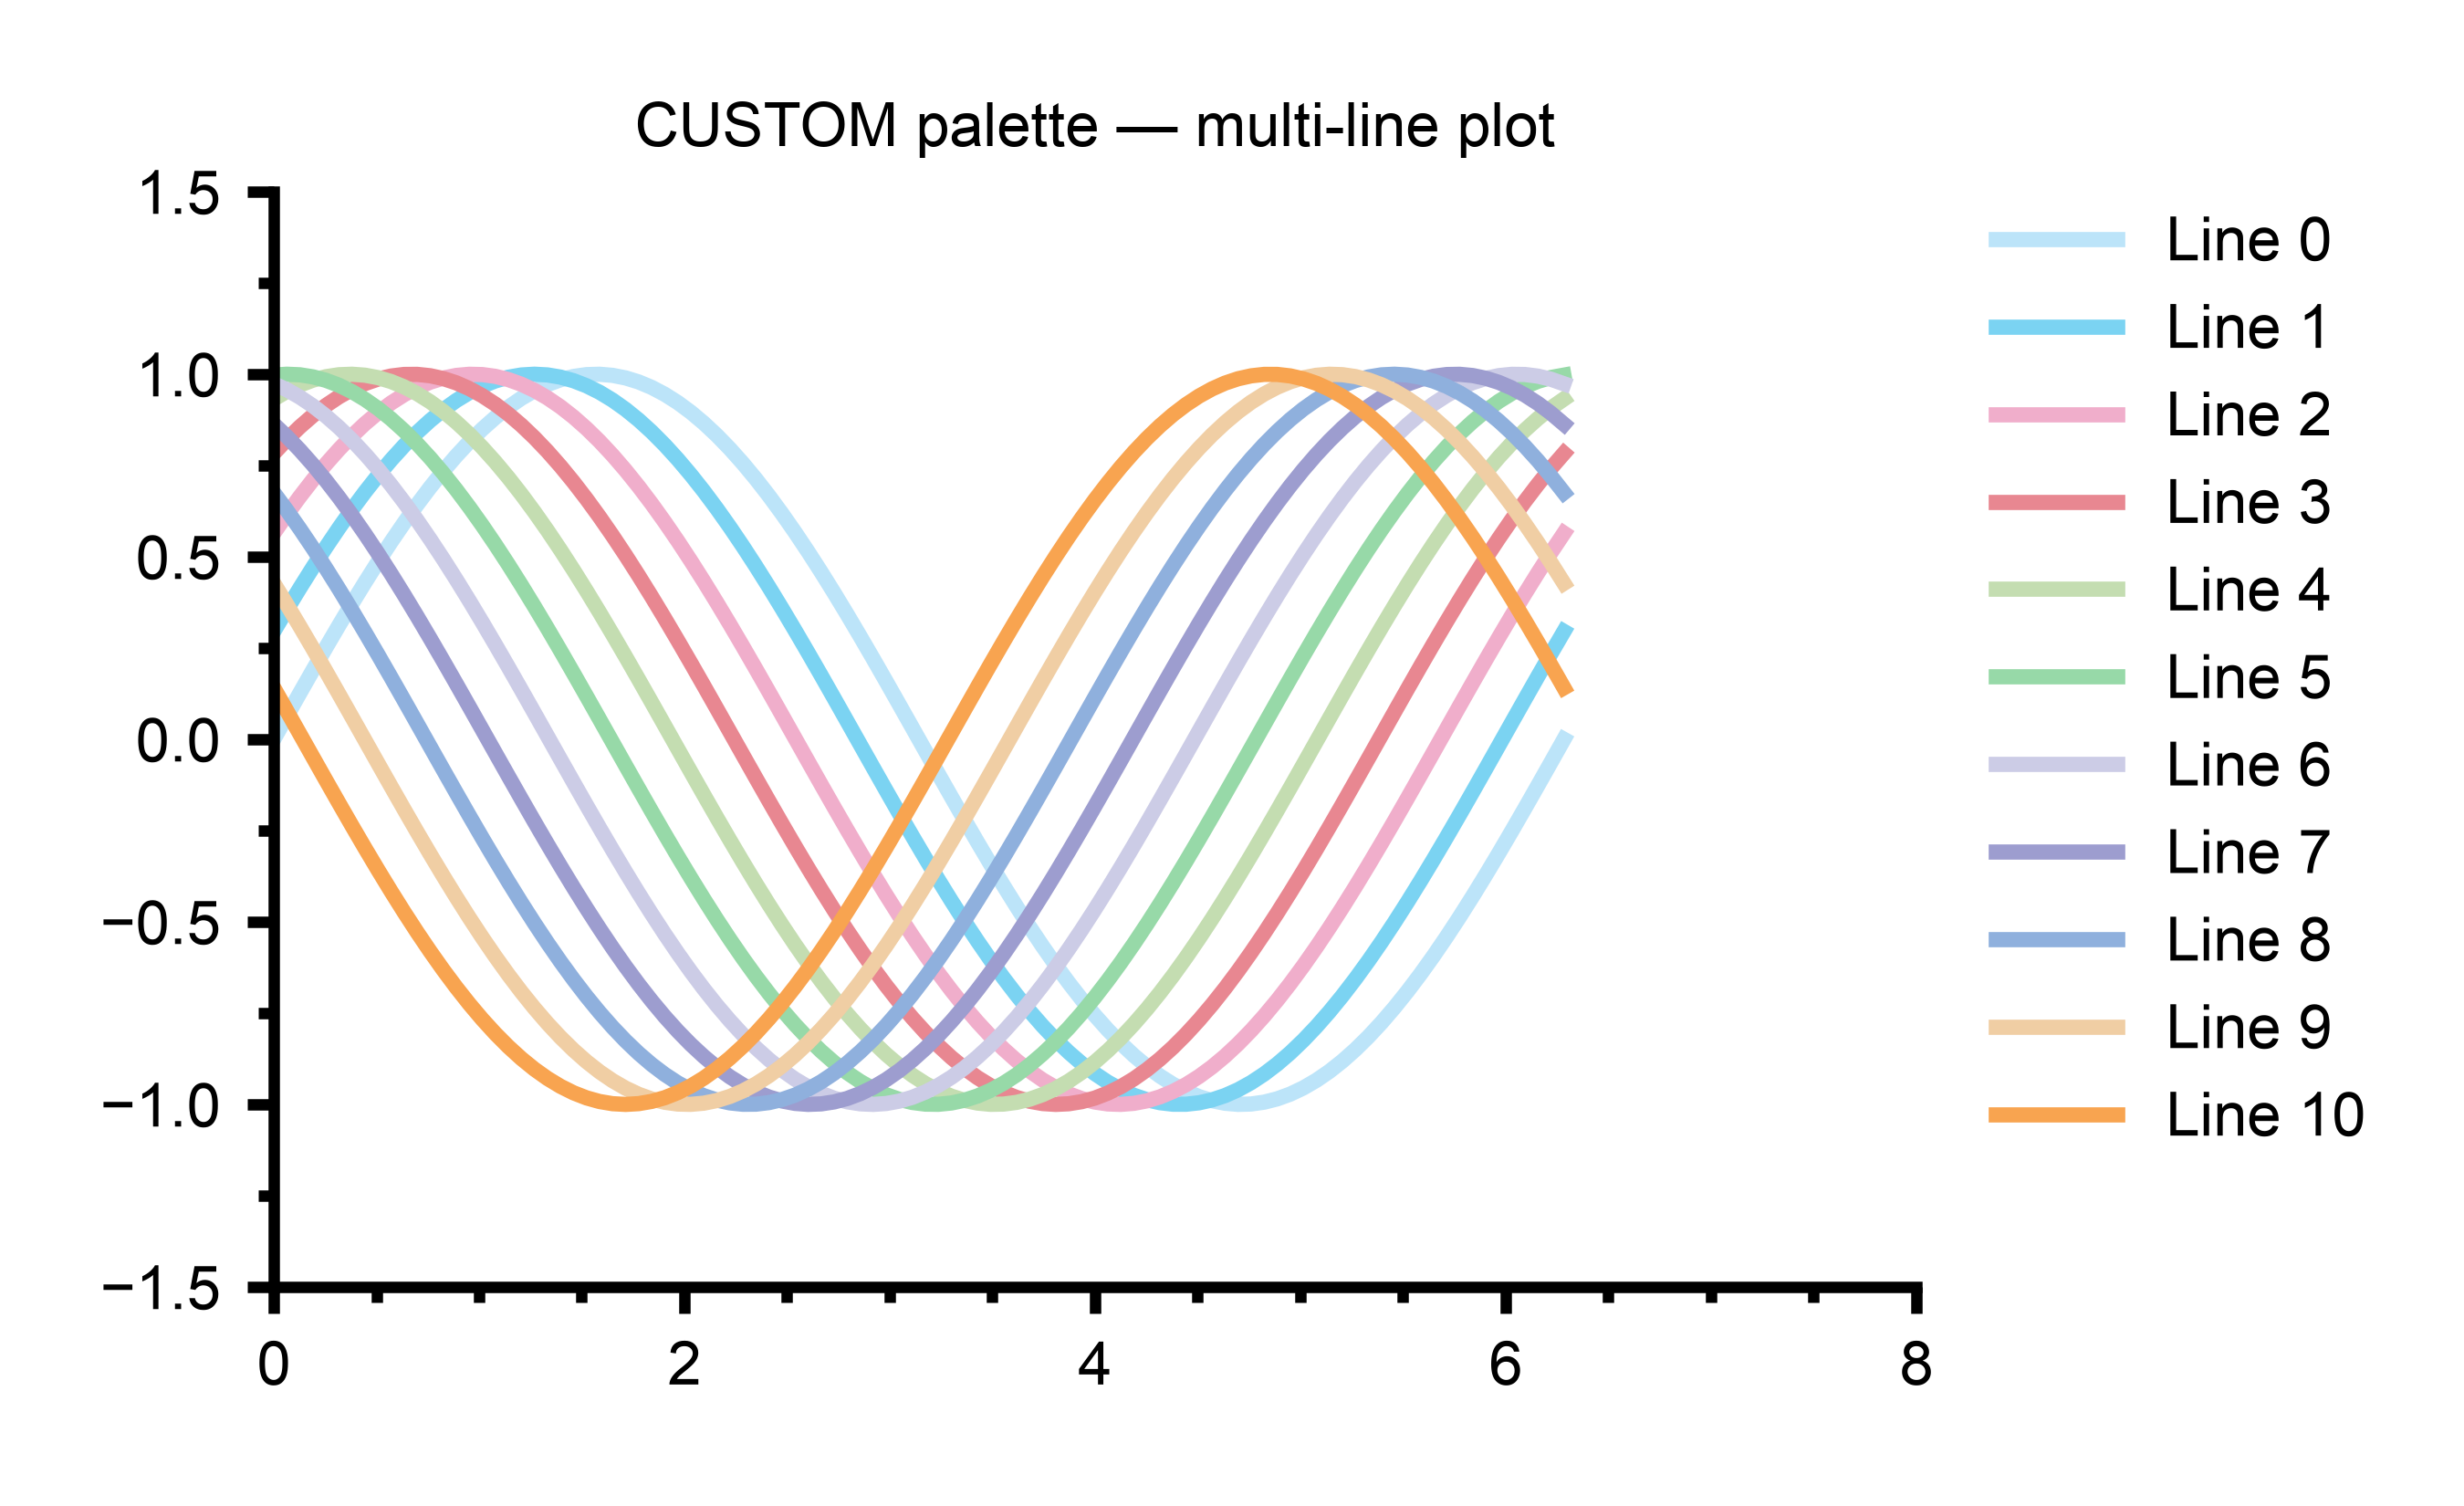 CUSTOM palette — multi-line plot
1.5
1.0
0.5
0.0
−0.5
−1.0
−1.5
0
2
4
6
8
Line 0
Line 1
Line 2
Line 3
Line 4
Line 5
Line 6
Line 7
Line 8
Line 9
Line 10